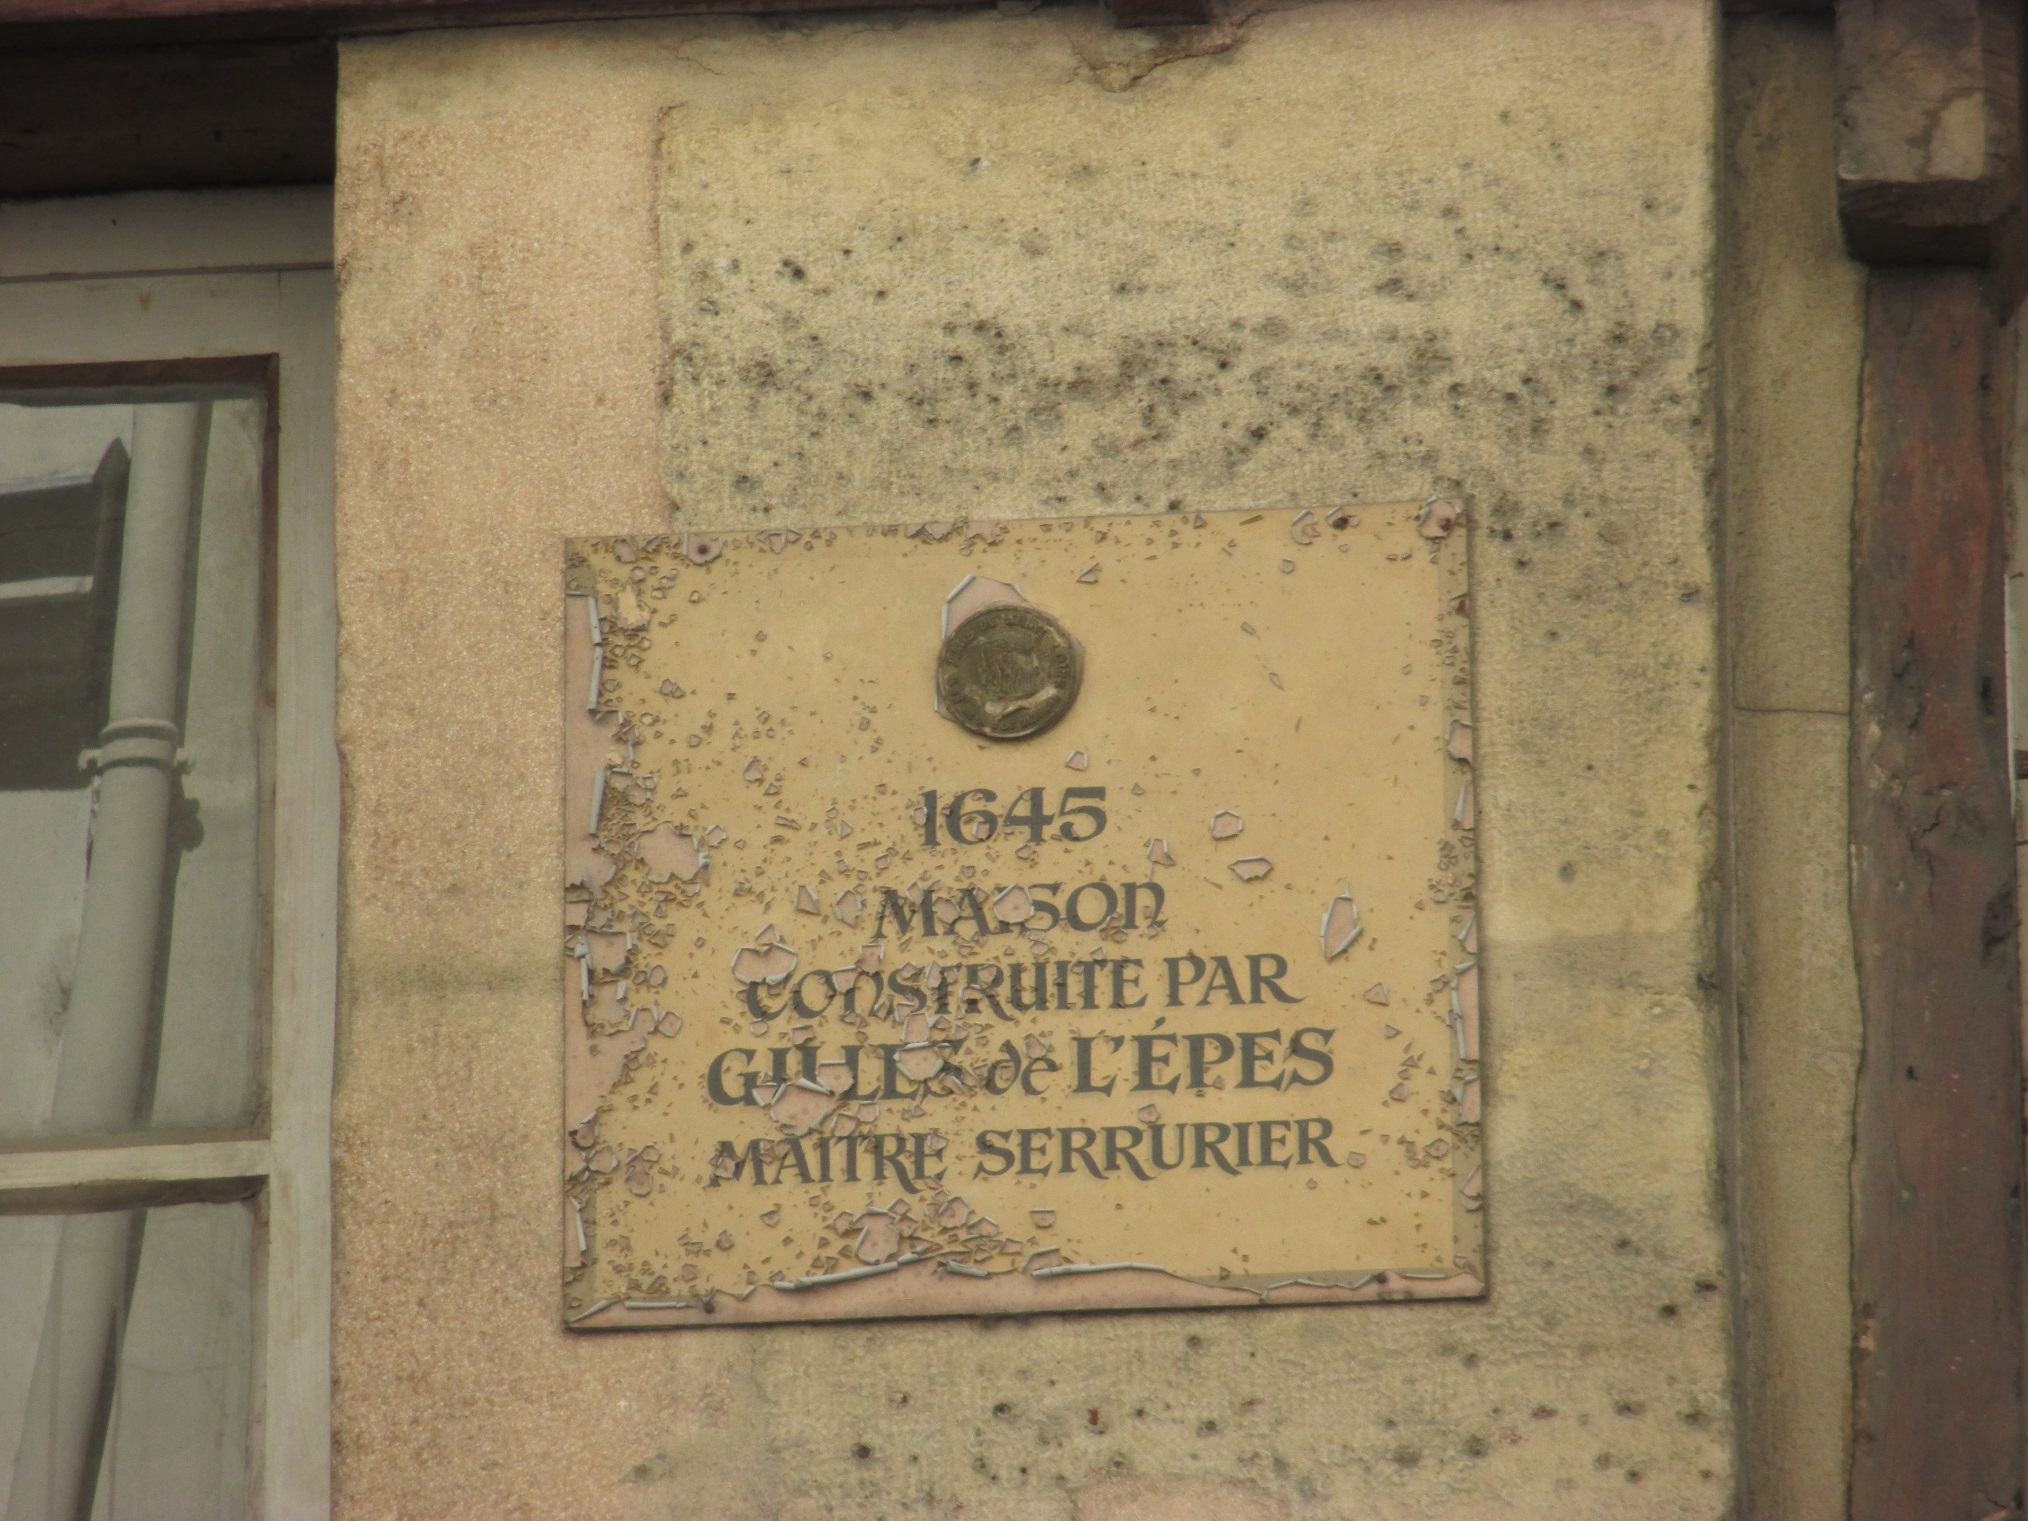 1645
MAISON
CONSTRUITE PAR
GILLES de L'ÉPES
MAITRE SERRURIER